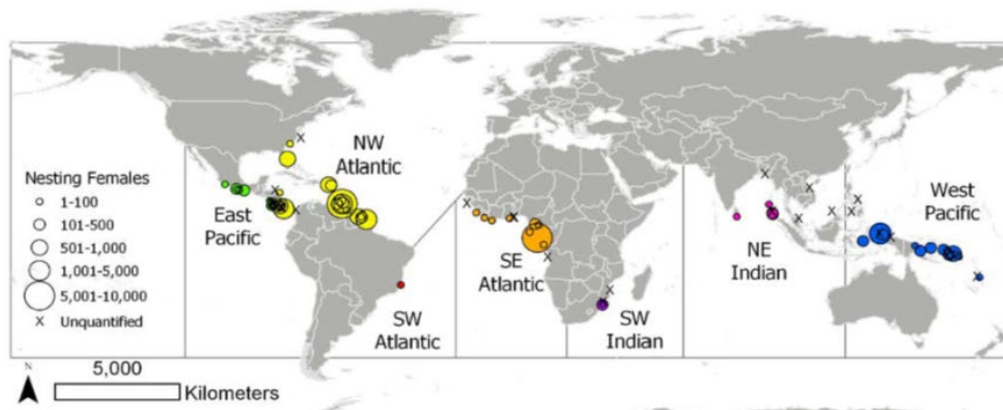 NW
Atlantic
Nesting Females
1-100
101-500
501-1,000
1,001-5,000
5,001-10,000
X Unquantified
East
Pacific
SW
Atlantic
SE
Atlantic
SW
Indian
NE
Indian
West
Pacific
N
5,000
Kilometers